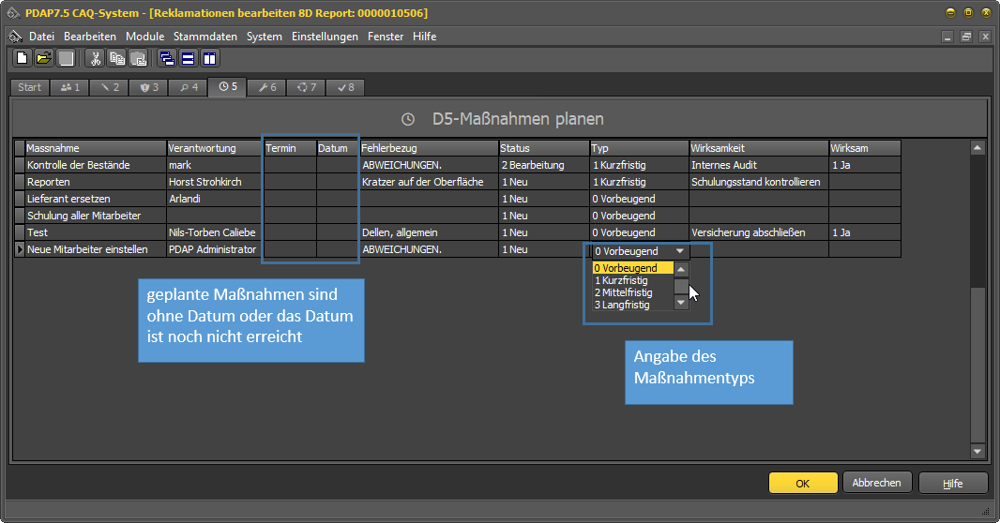 PDAP7.5 CAQ-System - [Reklamationen bearbeiten 8D Report: 0000010506]
Datei Bearbeiten Module Stammdaten System Einstellungen Fenster Hilfe
Start 1 2 3 4 5 6 7 8
D5-Maßnahmen planen
Massnahme Verantwortung Termin Datum Fehlerbezug Status Typ Wirksamkeit Wirksam
Kontrolle der Bestände mark ABWEICHUNGEN. 2 Bearbeitung 1 Kurzfristig Internes Audit 1 Ja
Reporten Horst Strohkirch Kratzer auf der Oberfläche 1 Neu 1 Kurzfristig Schulungsstand kontrollieren
Lieferant ersetzen Arlandi 1 Neu 0 Vorbeugend
Schulung aller Mitarbeiter 1 Neu 0 Vorbeugend
Test Nils-Torben Caliebe Dellen, allgemein 1 Neu 0 Vorbeugend Versicherung abschließen 1 Ja
Neue Mitarbeiter einstellen PDAP Administrator ABWEICHUNGEN. 1 Neu 0 Vorbeugend
0 Vorbeugend
1 Kurzfristig
2 Mittelfristig
3 Langfristig
geplante Maßnahmen sind
ohne Datum oder das Datum
ist noch nicht erreicht
Angabe des
Maßnahmentyps
OK Abbrechen Hilfe